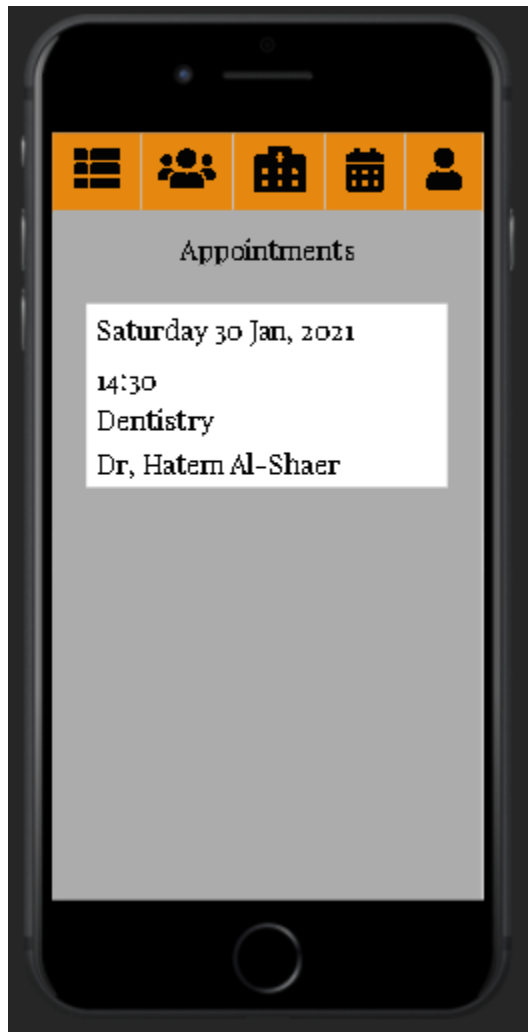 Appointments
Saturday 30 Jan, 2021
14:30
Dentistry
Dr, Hatem Al-Shaer